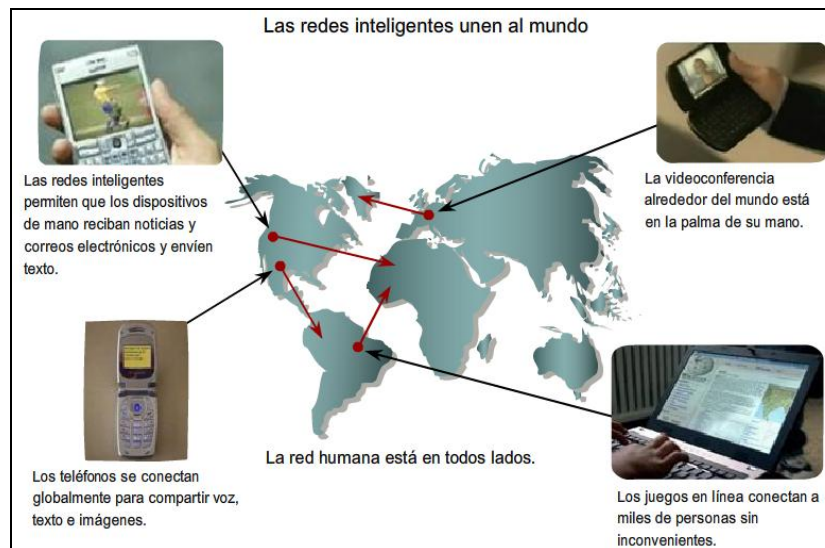 Las redes inteligentes unen al mundo
Las redes inteligentes
permiten que los dispositivos
de mano reciban noticias y
correos electrónicos y envíen
texto.
La videoconferencia
alrededor del mundo está
en la palma de su mano.
Los teléfonos se conectan
globalmente para compartir voz,
texto e imágenes.
La red humana está en todos lados.
Los juegos en línea conectan a
miles de personas sin
inconvenientes.